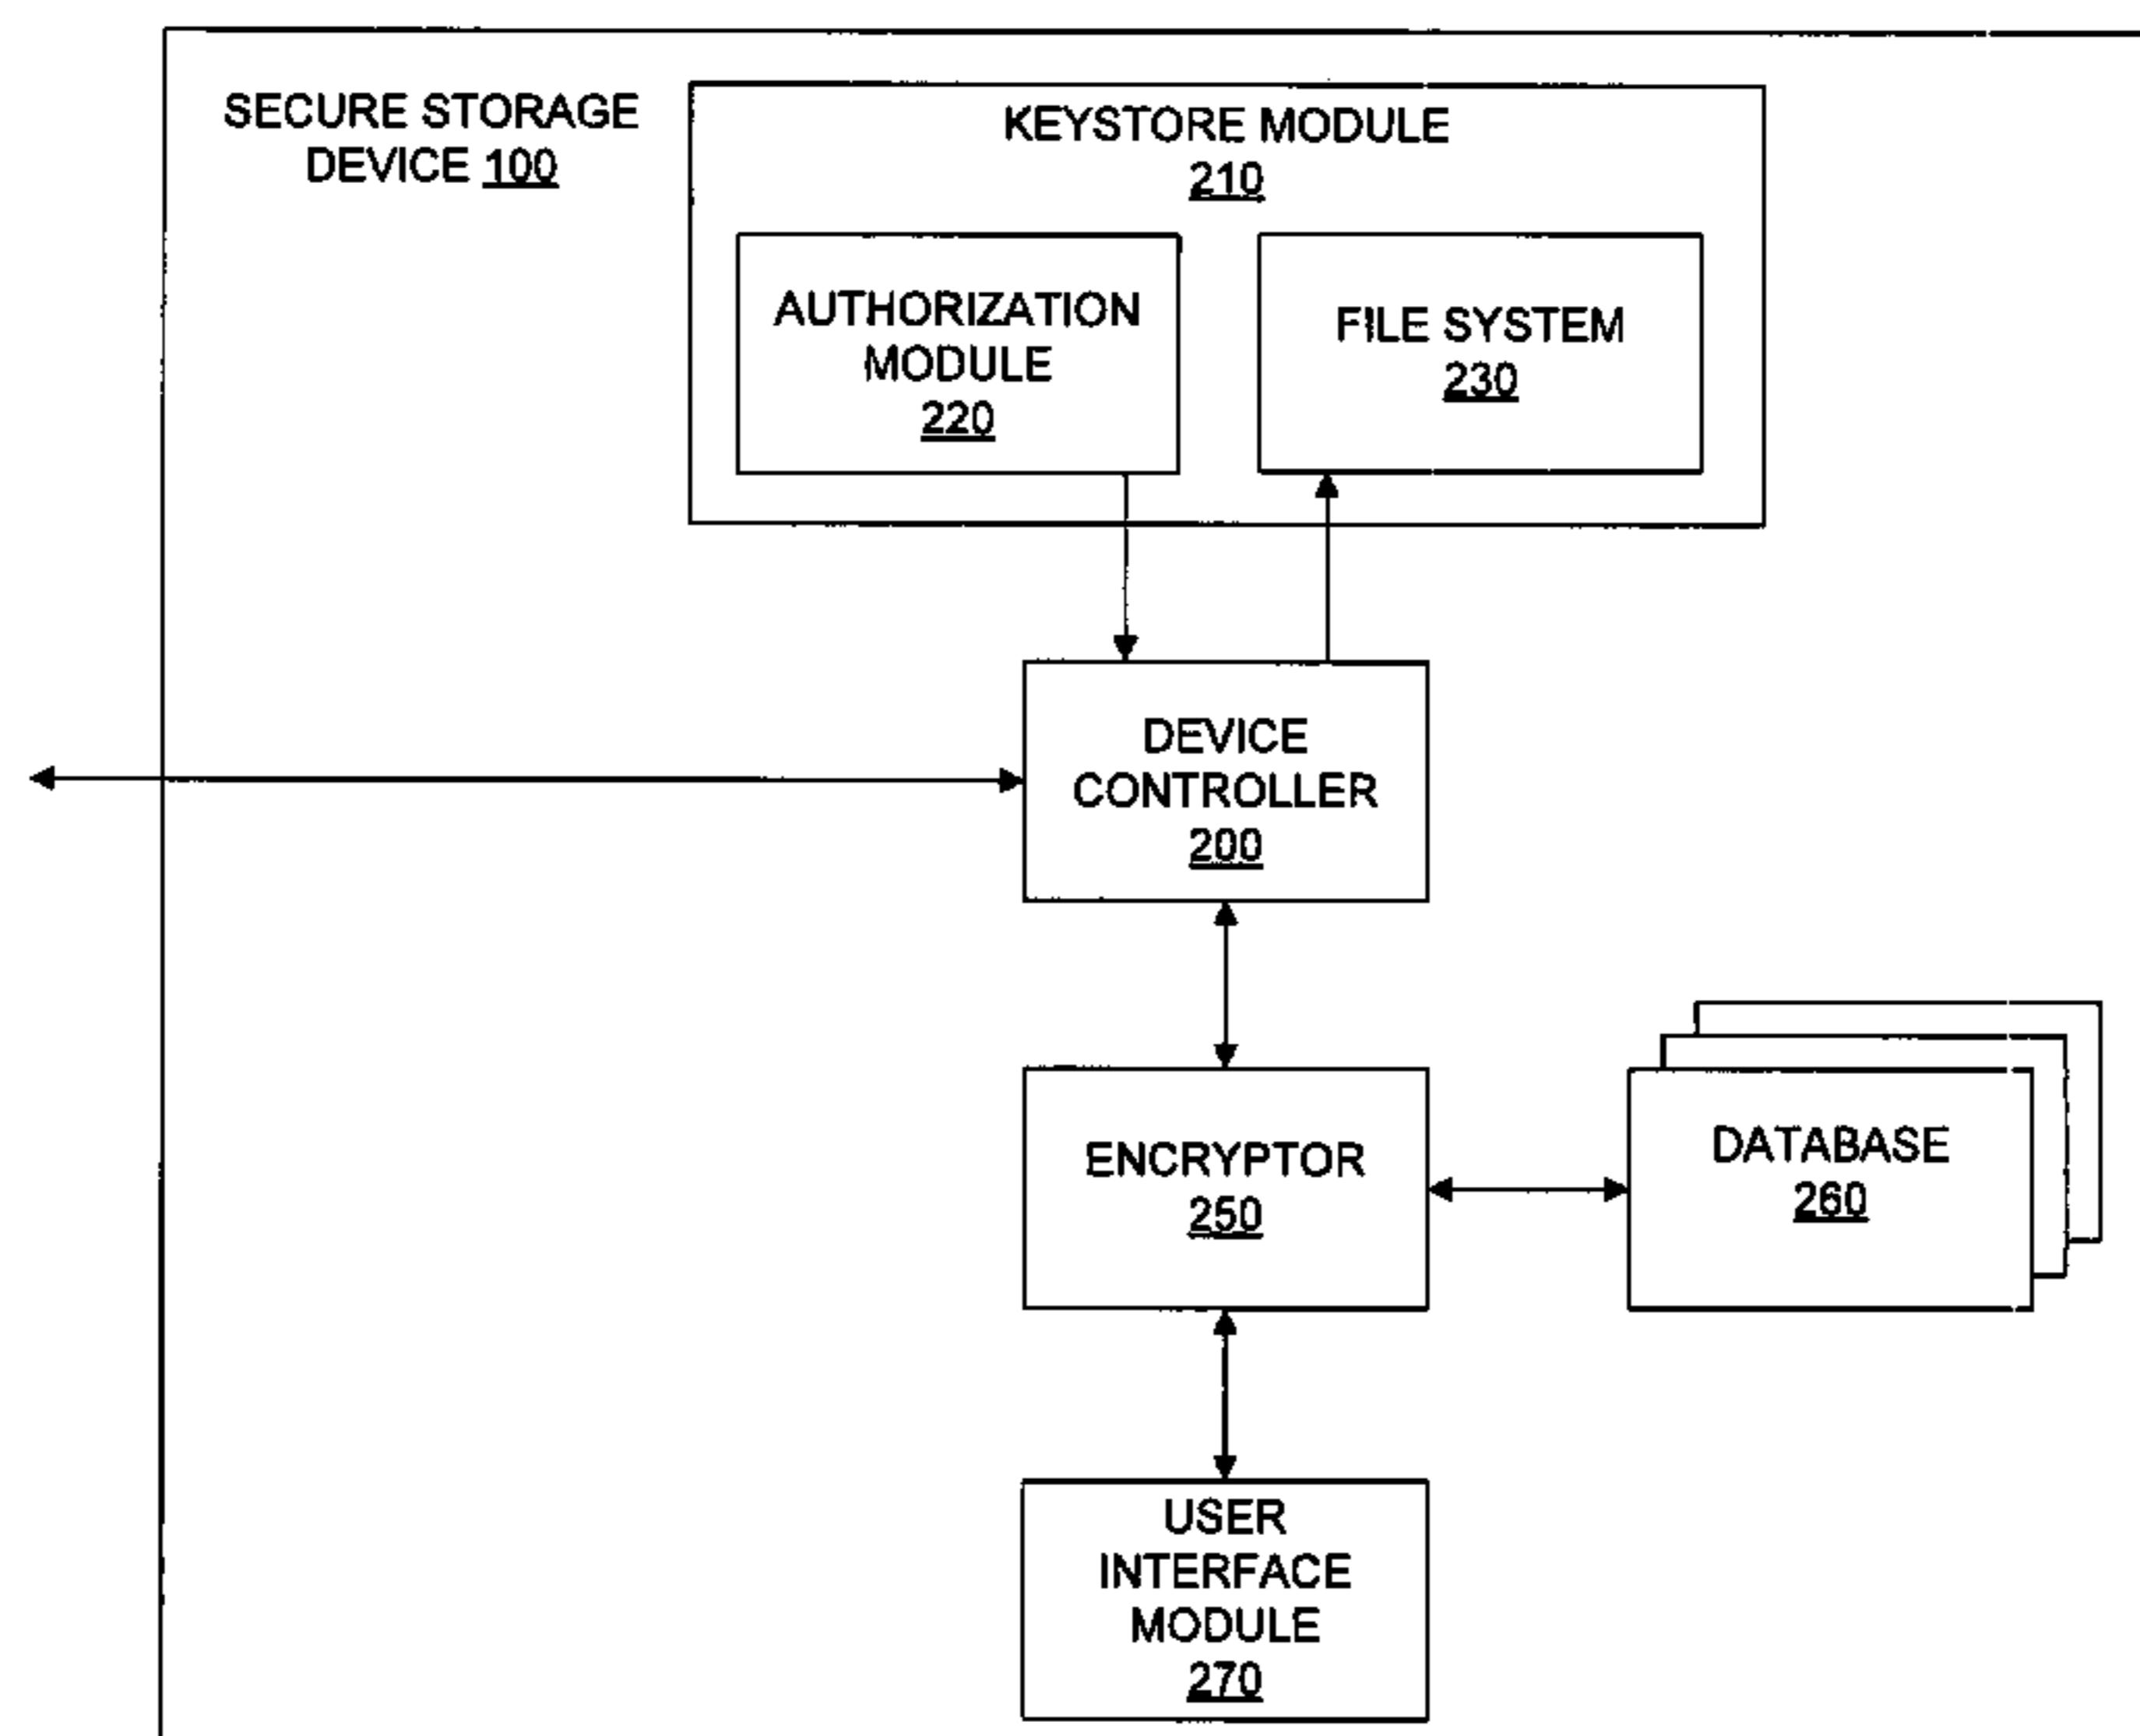 SECURE STORAGE
DEVICE 100
KEYSTORE MODULE
210
AUTHORIZATION
MODULE
220
FILE SYSTEM
230
DEVICE
CONTROLLER
200
ENCRYPTOR
250
DATABASE
260
USER
INTERFACE
MODULE
270